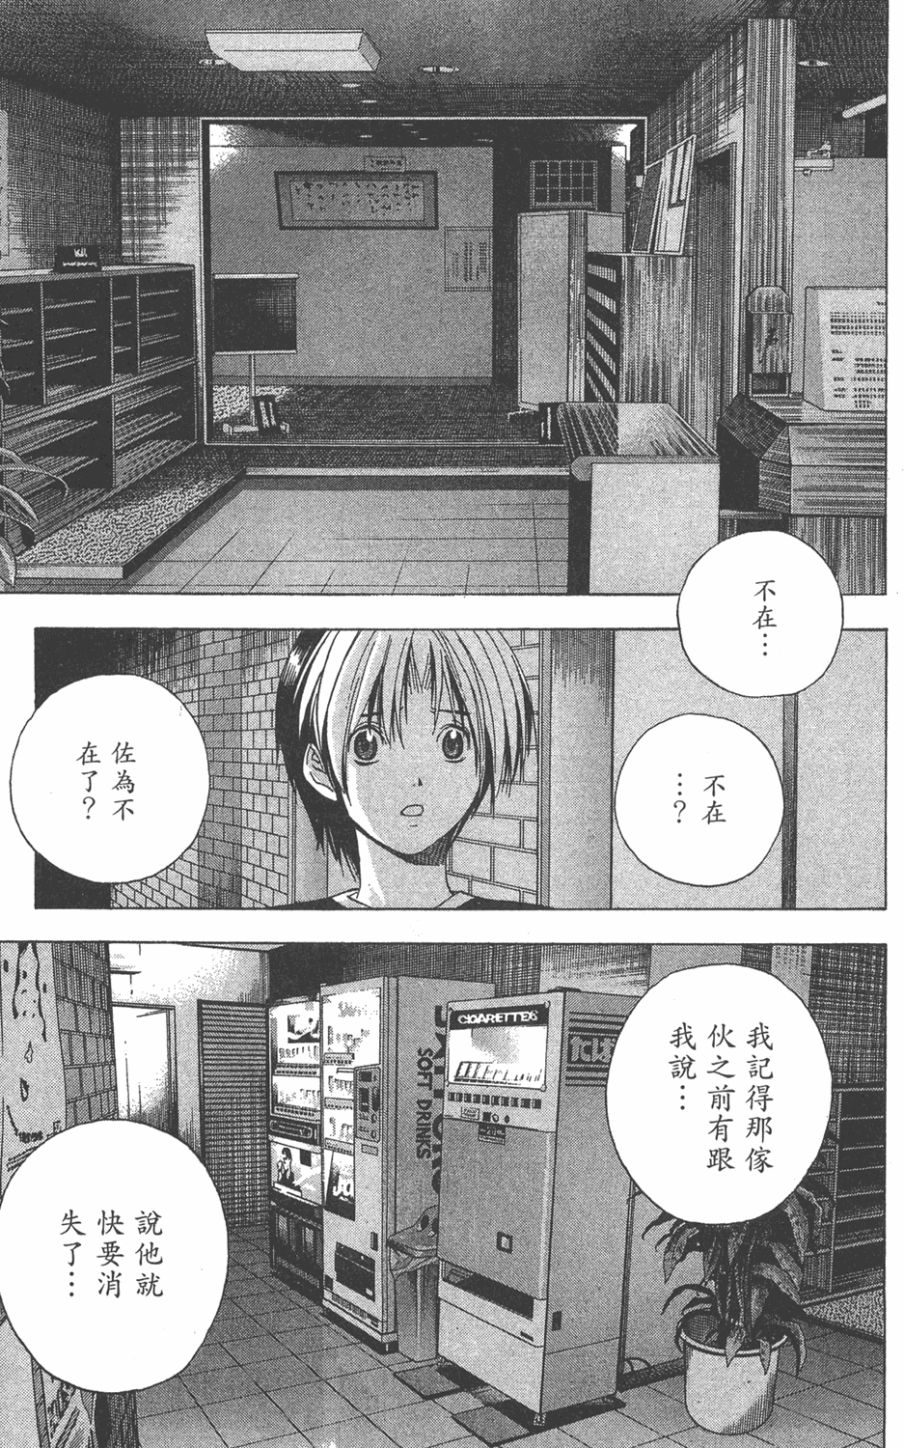 不在…
不在
…?
佐為不
在了?
我記得那傢
伙之前有跟
我說…
CIGARETTES
SOFT DRINKS
說他就
快要消
失了…